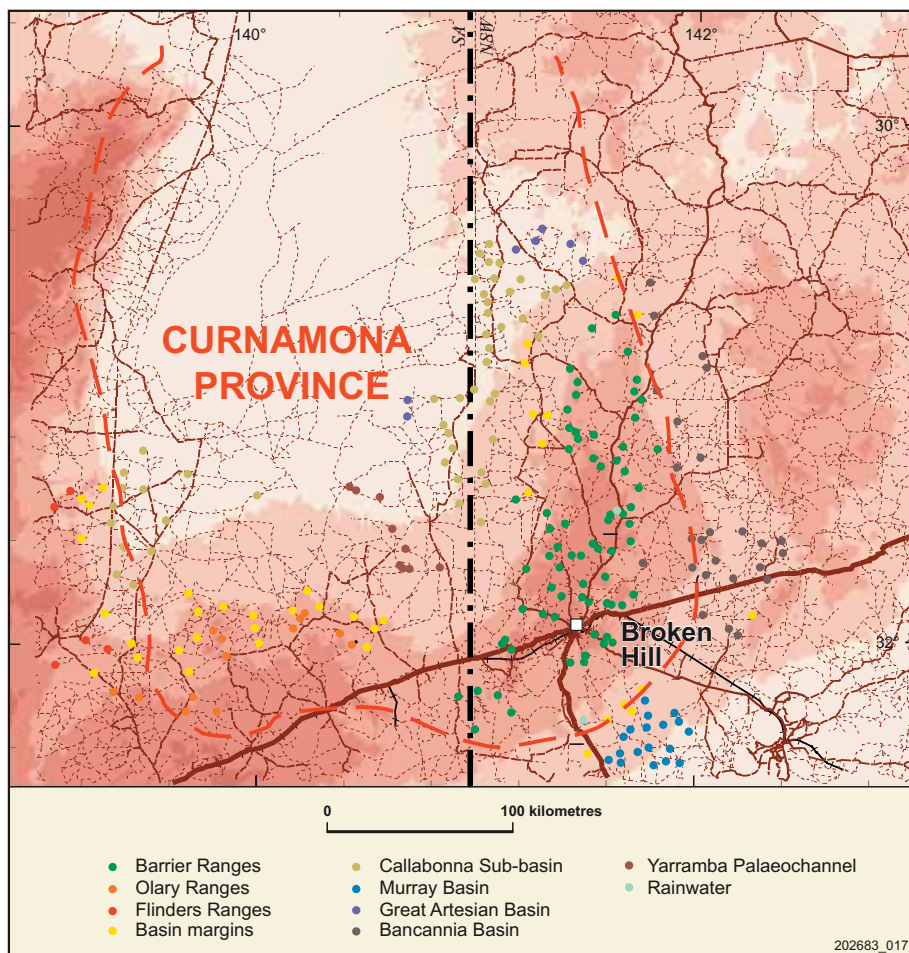 140°
SA
NSW
142°
30°
CURNAMONA
PROVINCE
Broken
Hill
32°
0
100 kilometres
Barrier Ranges
Olary Ranges
Flinders Ranges
Basin margins
Callabonna Sub-basin
Murray Basin
Great Artesian Basin
Bancannia Basin
Yarramba Palaeochannel
Rainwater
202683_017